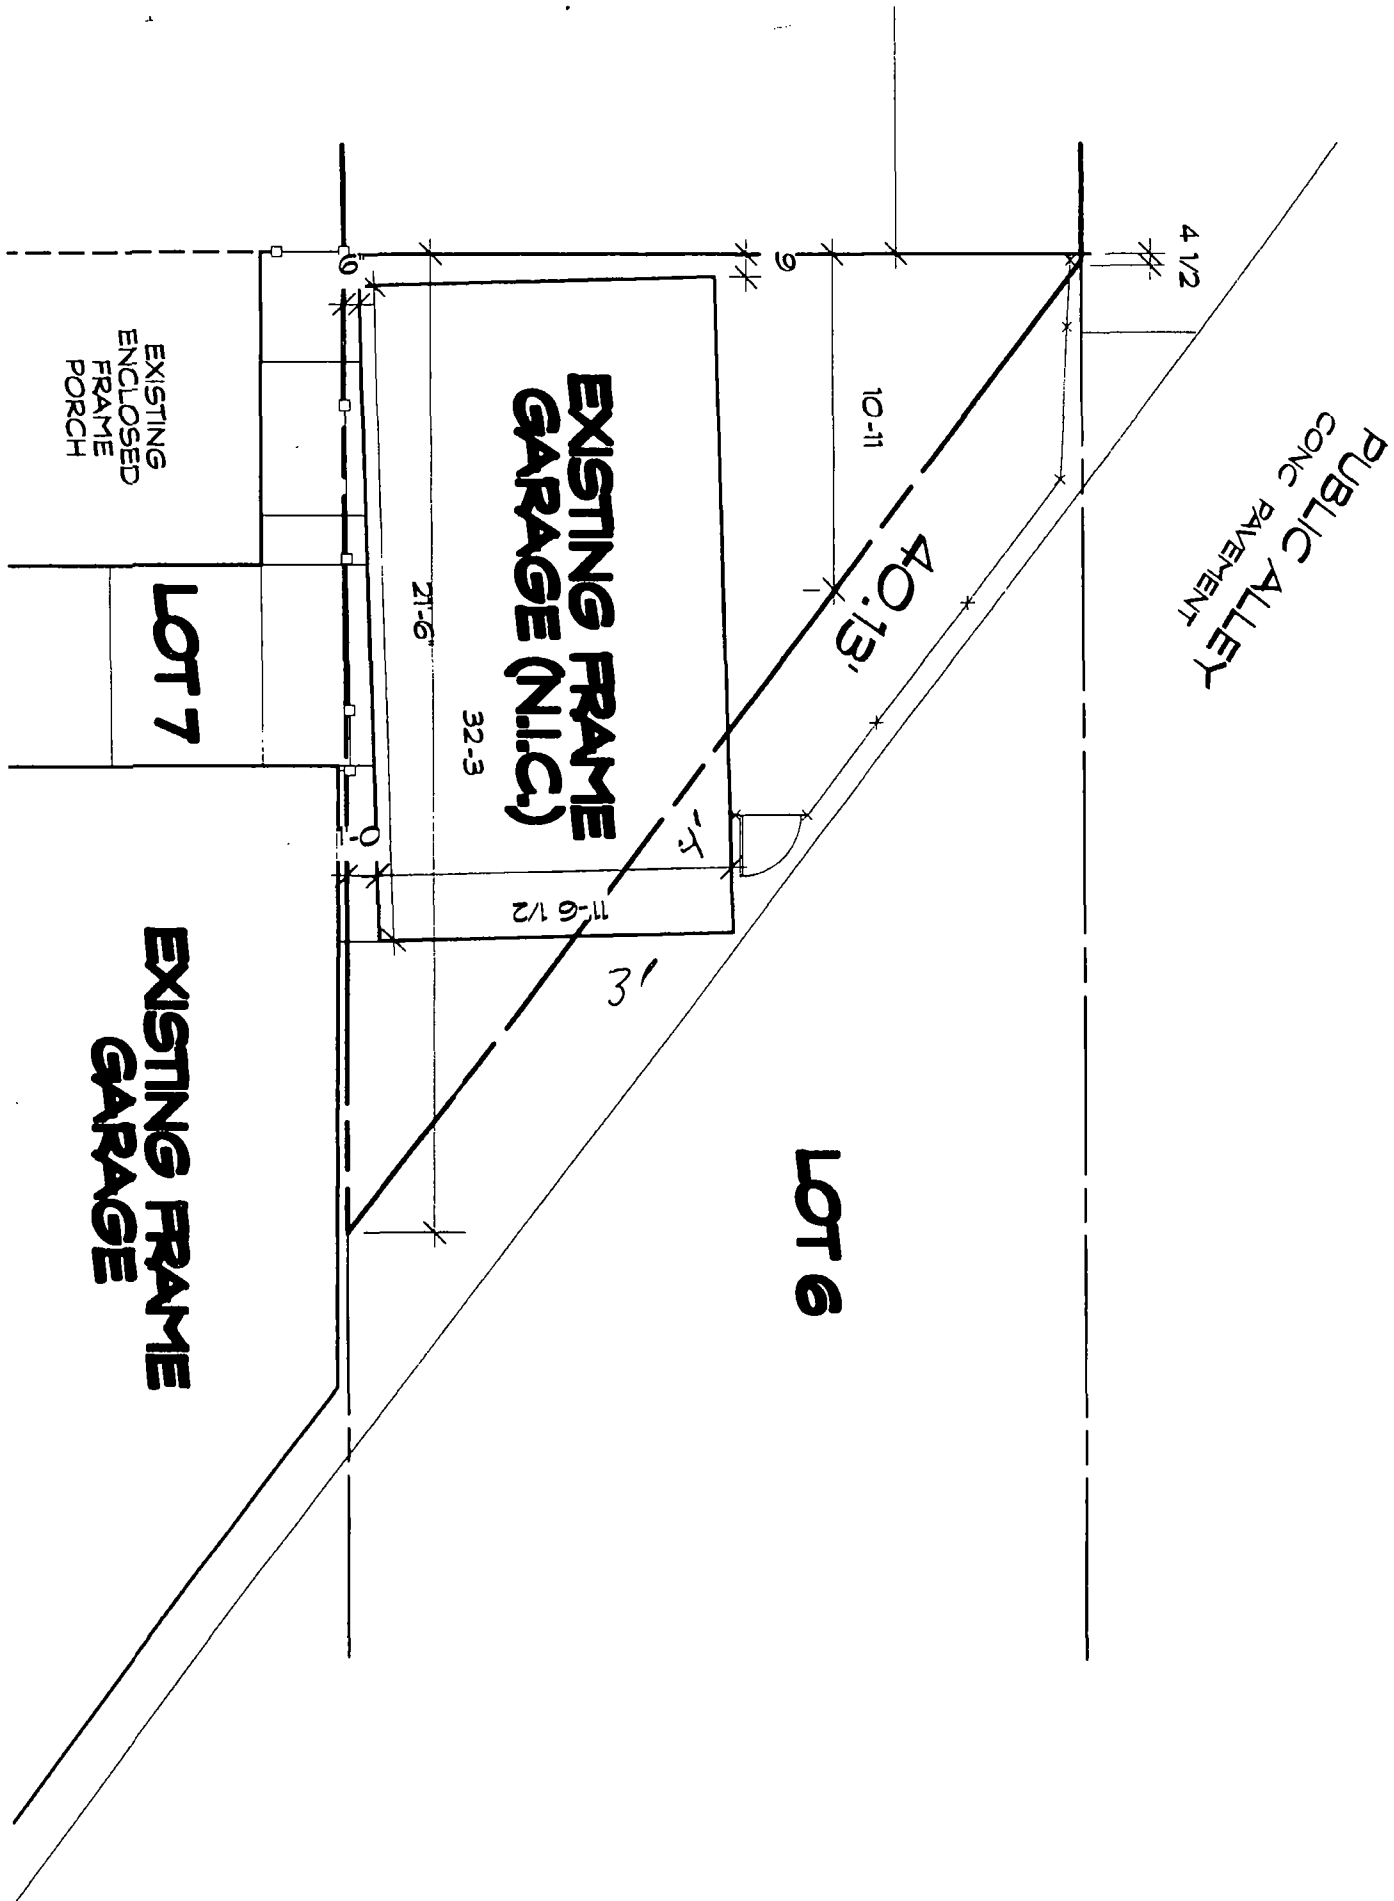 4 1/2
PUBLIC ALLEY
CONC PAVEMENT
9
6"
10-11
40.13'
EXISTING
ENCLOSED
FRAME
PORCH
EXISTING FRAME
GARAGE (N.I.C.)
21-6"
32-3
LOT 7
11-6 1/2
3'
EXISTING FRAME
GARAGE
LOT 6